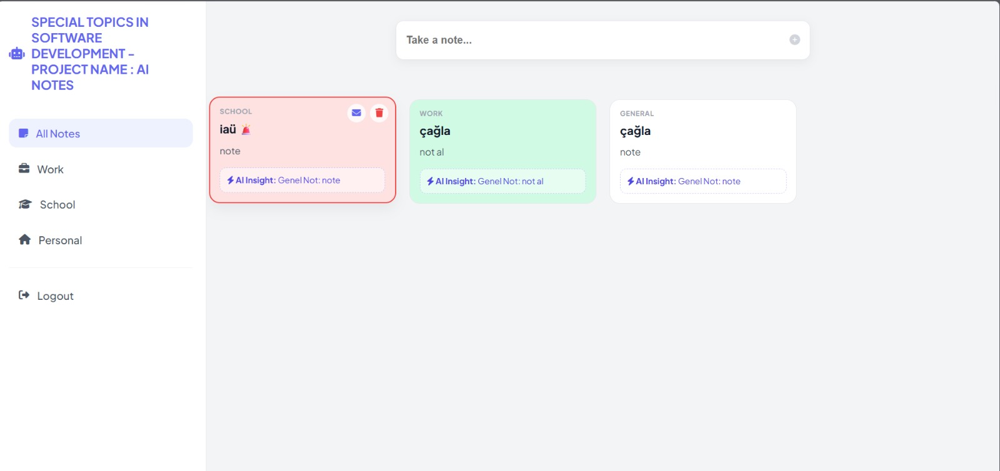 SPECIAL TOPICS IN
SOFTWARE
DEVELOPMENT -
PROJECT NAME : AI
NOTES
All Notes
Work
School
Personal
Logout
Take a note...
SCHOOL
iaü 🚨
note
AI Insight: Genel Not: note
WORK
çağla
not al
AI Insight: Genel Not: not al
GENERAL
çağla
note
AI Insight: Genel Not: note